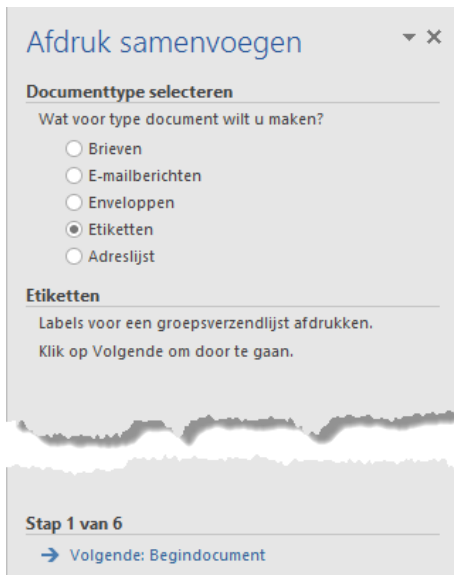 Afdruk samenvoegen
Documenttype selecteren
Wat voor type document wilt u maken?
Brieven
E-mailberichten
Enveloppen
Etiketten
Adreslijst
Etiketten
Labels voor een groepsverzendlijst afdrukken.
Klik op Volgende om door te gaan.
Stap 1 van 6
Volgende: Begindocument